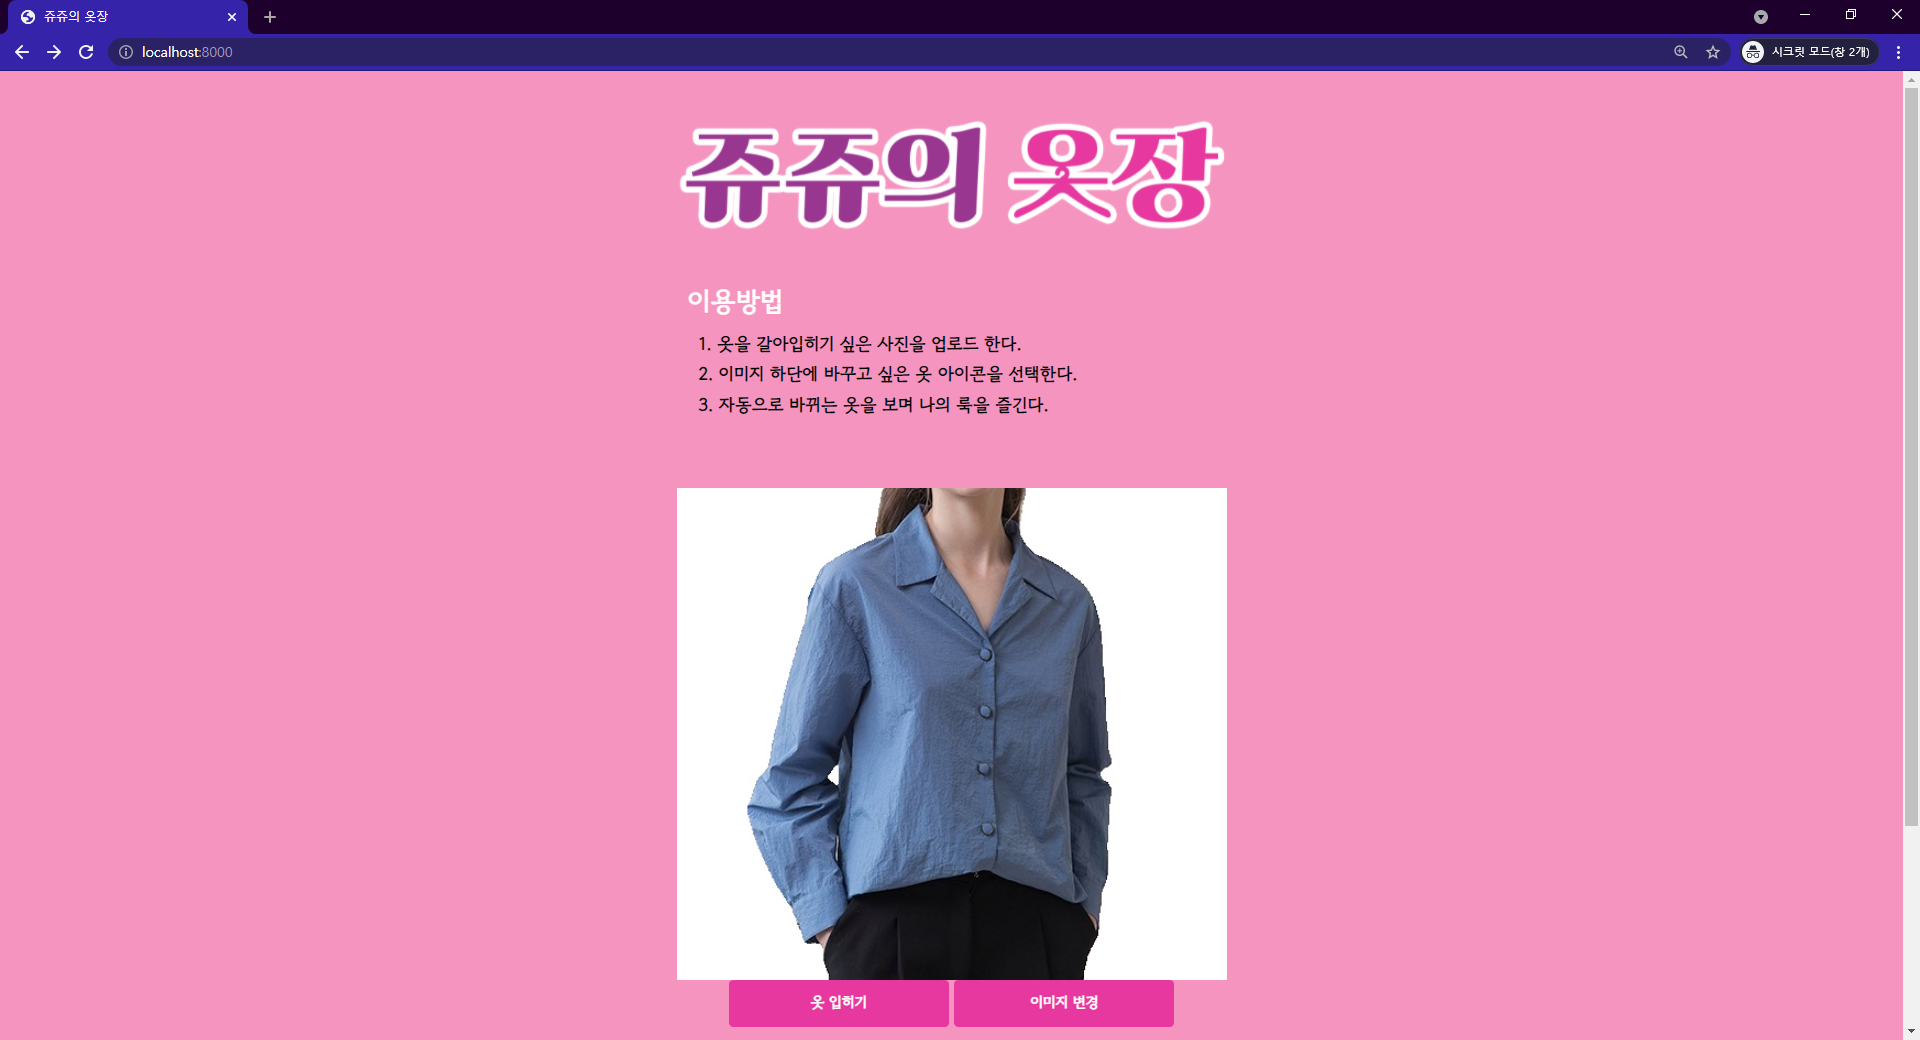 쥬쥬의 옷장
localhost:8000
시크릿 모드(창 2개)
쥬쥬의 옷장
이용방법
1. 옷을 갈아입히기 싶은 사진을 업로드 한다.
2. 이미지 하단에 바꾸고 싶은 옷 아이콘을 선택한다.
3. 자동으로 바뀌는 옷을 보며 나의 룩을 즐긴다.
옷 입히기
이미지 변경